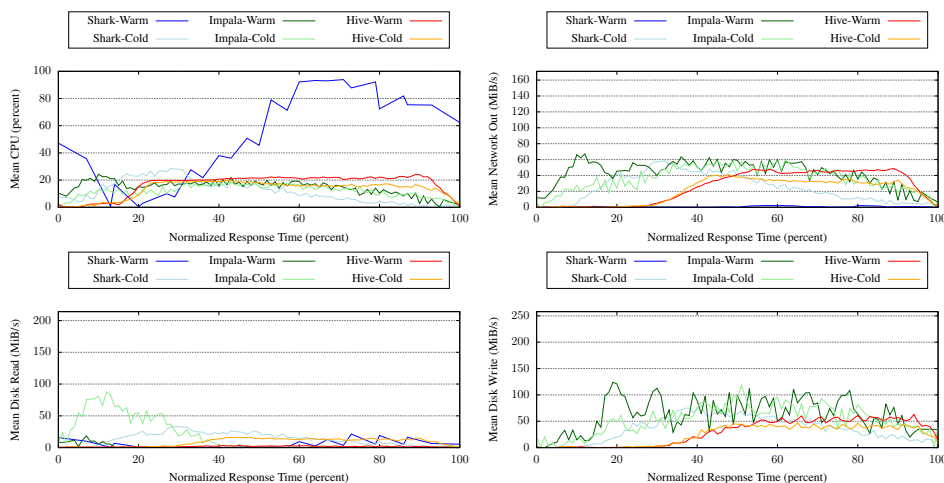 Shark-Warm Impala-Warm Hive-Warm
Shark-Cold Impala-Cold Hive-Cold
Mean CPU (percent)
100
80
60
40
20
0
0 20 40 60 80 100
Normalized Response Time (percent)
Shark-Warm Impala-Warm Hive-Warm
Shark-Cold Impala-Cold Hive-Cold
Mean Network Out (MiB/s)
160
140
120
100
80
60
40
20
0
0 20 40 60 80 100
Normalized Response Time (percent)
Shark-Warm Impala-Warm Hive-Warm
Shark-Cold Impala-Cold Hive-Cold
Mean Disk Read (MiB/s)
200
150
100
50
0
0 20 40 60 80 100
Normalized Response Time (percent)
Shark-Warm Impala-Warm Hive-Warm
Shark-Cold Impala-Cold Hive-Cold
Mean Disk Write (MiB/s)
250
200
150
100
50
0
0 20 40 60 80 100
Normalized Response Time (percent)